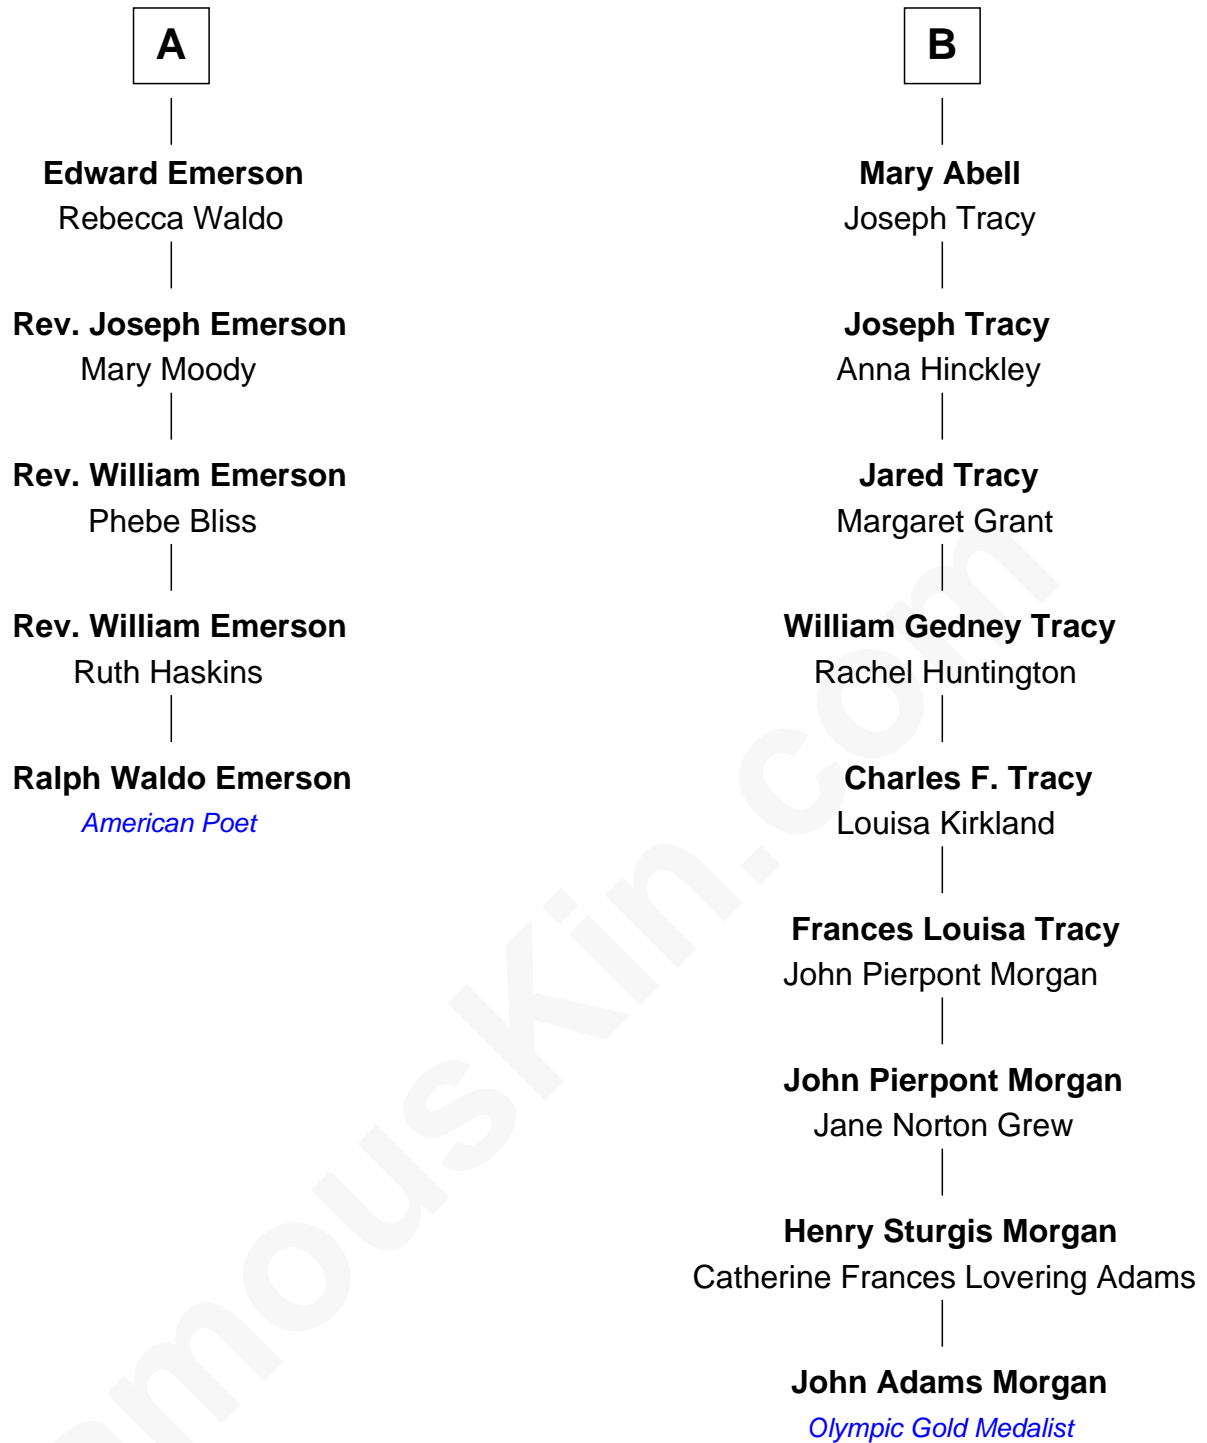 A
Edward Emerson
Rebecca Waldo
Rev. Joseph Emerson
Mary Moody
Rev. William Emerson
Phebe Bliss
Rev. William Emerson
Ruth Haskins
Ralph Waldo Emerson
American Poet
B
Mary Abell
Joseph Tracy
Joseph Tracy
Anna Hinckley
Jared Tracy
Margaret Grant
William Gedney Tracy
Rachel Huntington
Charles F. Tracy
Louisa Kirkland
Frances Louisa Tracy
John Pierpont Morgan
John Pierpont Morgan
Jane Norton Grew
Henry Sturgis Morgan
Catherine Frances Lovering Adams
John Adams Morgan
Olympic Gold Medalist
amouskin.com